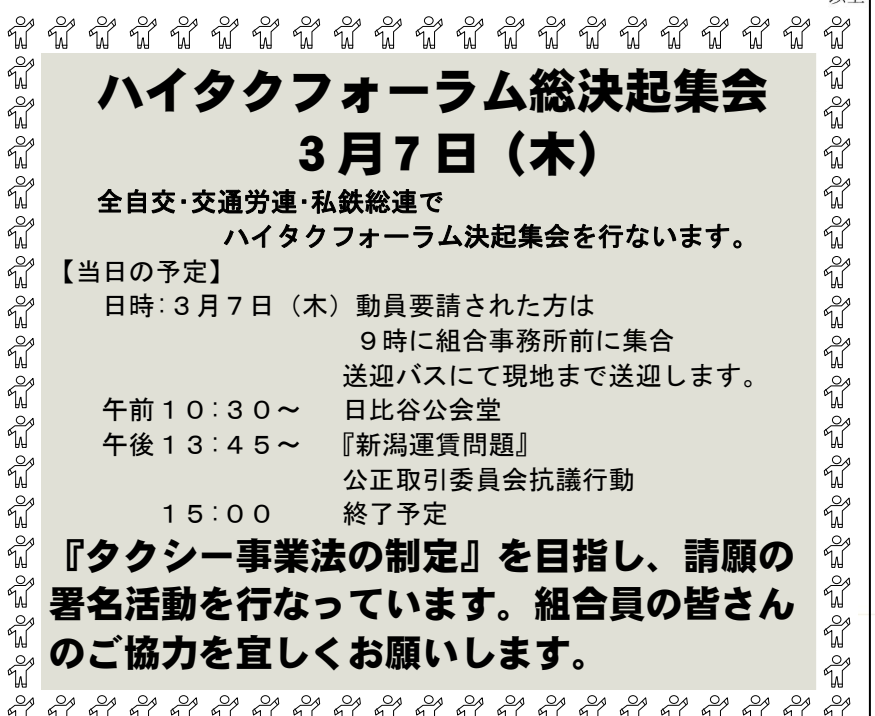 ハイタクフォーラム総決起集会
３月７日（木）
全自交･交通労連･私鉄総連で
ハイタクフォーラム決起集会を行ないます。
【当日の予定】
日時:３月７日（木）動員要請された方は
９時に組合事務所前に集合
送迎バスにて現地まで送迎します。
午前１０:３０～　日比谷公会堂
午後１３:４５～　『新潟運賃問題』
公正取引委員会抗議行動
１５:００　終了予定
『タクシー事業法の制定』を目指し、請願の
署名活動を行なっています。組合員の皆さん
のご協力を宜しくお願いします。